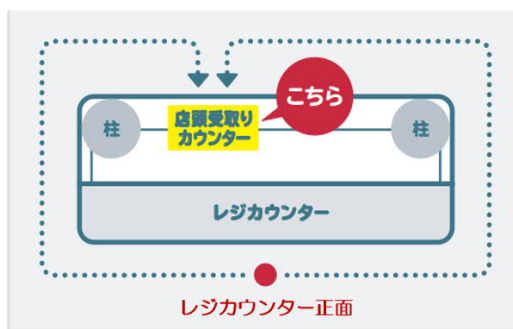 こちら
柱
店頭受取り
カウンター
柱
レジカウンター
レジカウンター正面